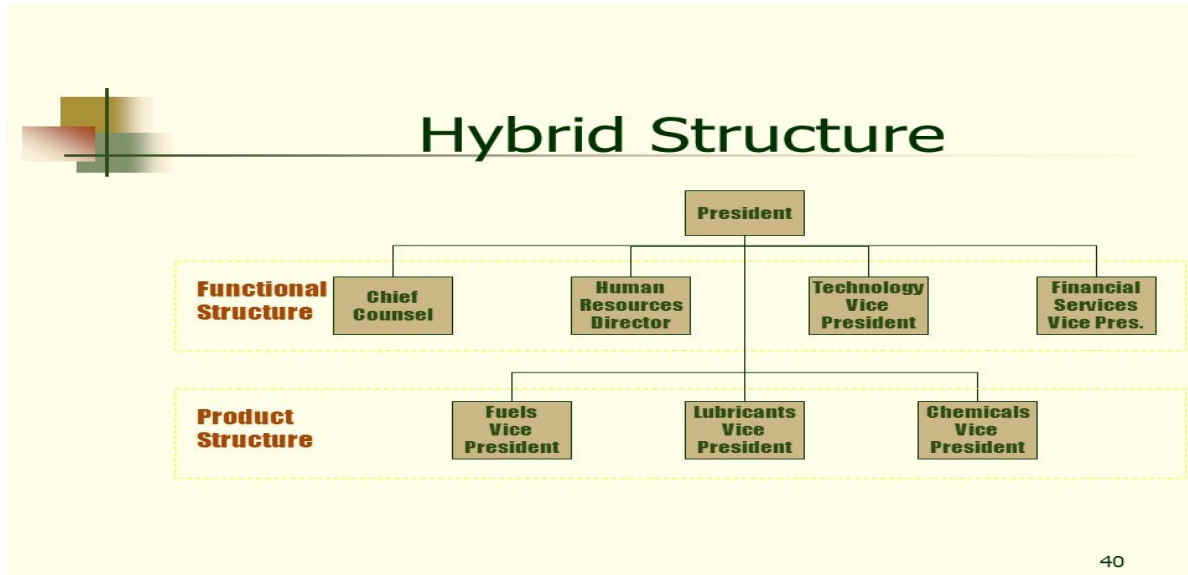 Hybrid Structure
President
Functional
Structure
Chief
Counsel
Human
Resources
Director
Technology
Vice
President
Financial
Services
Vice Pres.
Product
Structure
Fuels
Vice
President
Lubricants
Vice
President
Chemicals
Vice
President
40